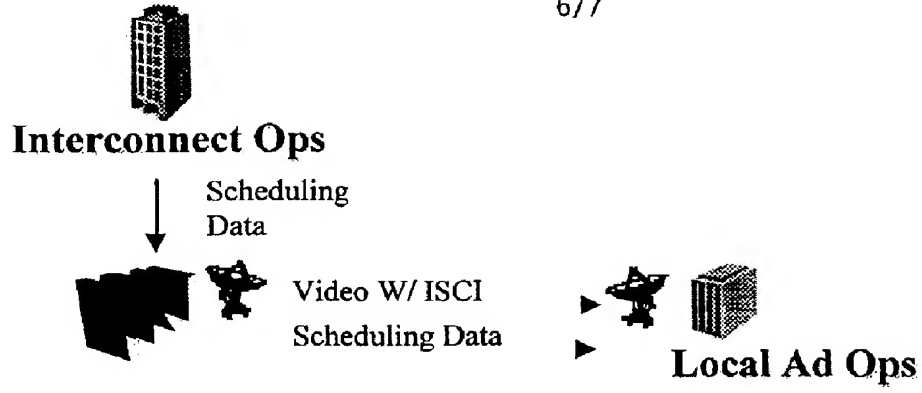 6/7
Interconnect Ops
Scheduling
Data
Video W/ ISCI
Scheduling Data
Local Ad Ops